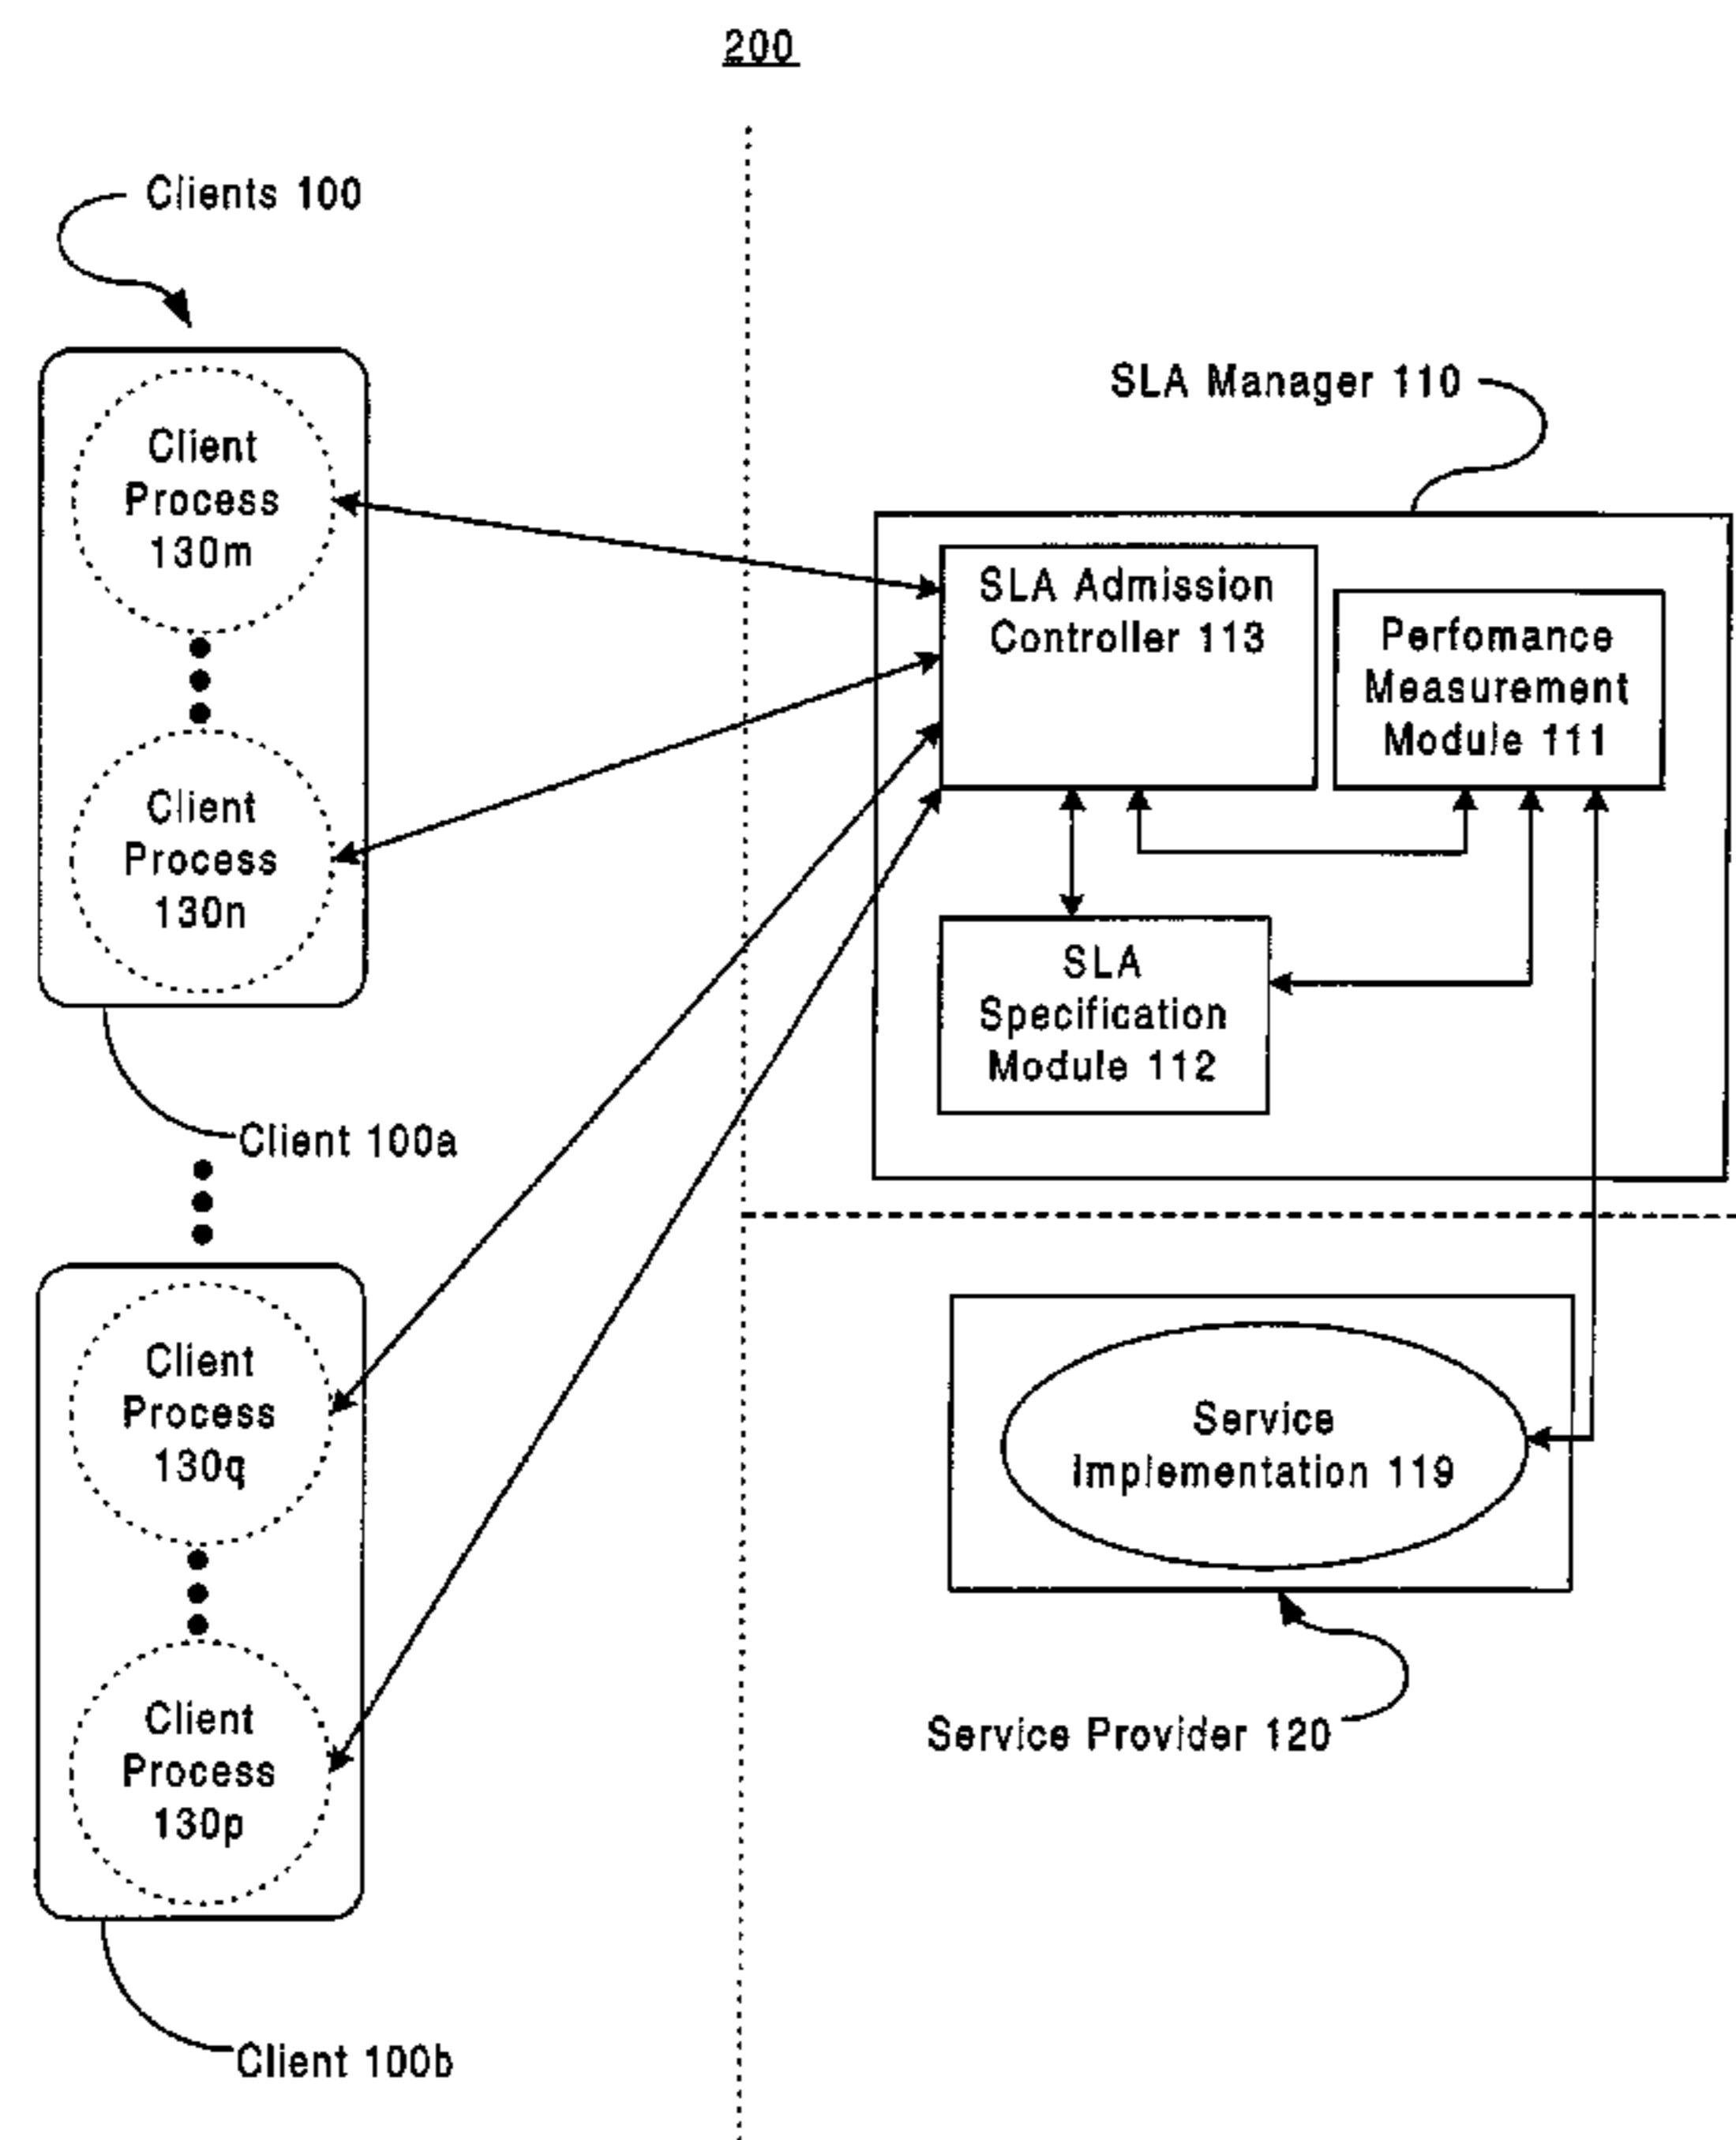 200
Clients 100
Client
Process
130m
Client
Process
130n
Client 100a
Client
Process
130q
Client
Process
130p
Client 100b
SLA Manager 110
SLA Admission
Controller 113
Perfomance
Measurement
Module 111
SLA
Specification
Module 112
Service
Implementation 119
Service Provider 120